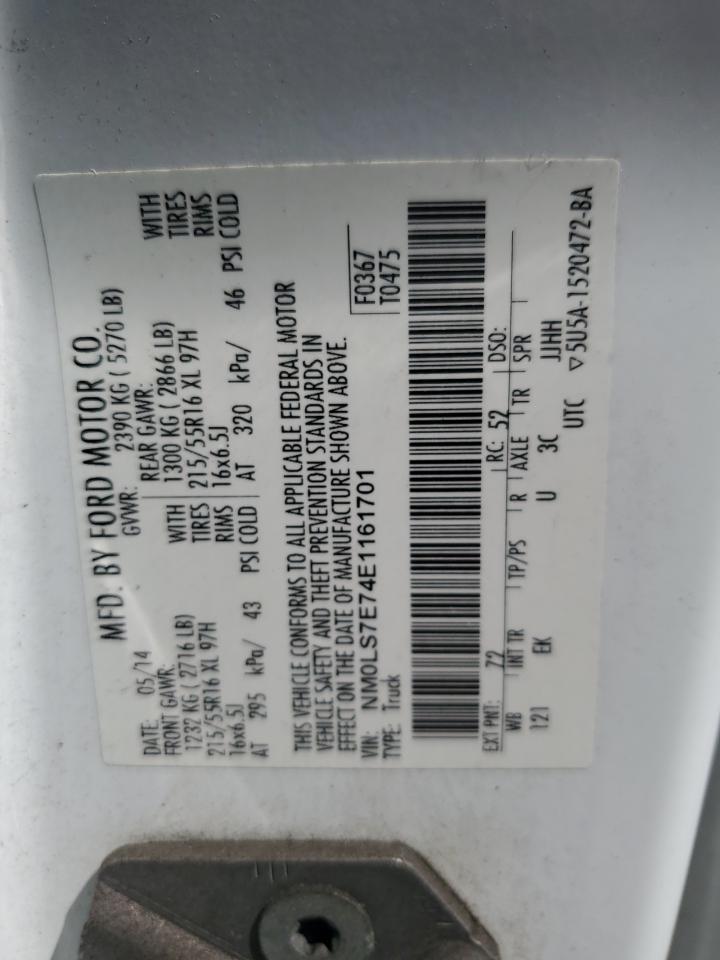 MFD. BY FORD MOTOR CO.
DATE: 05/14 GVWR: 2390 KG ( 5270 LB)
FRONT GAWR: REAR GAWR:
1232 KG ( 2716 LB) WITH 1300 KG ( 2866 LB) WITH
215/55R16 XL 97H TIRES 215/55R16 XL 97H TIRES
16x6.5J RIMS 16x6.5J RIMS
AT 295 kPa/ 43 PSI COLD AT 320 kPa/ 46 PSI COLD
THIS VEHICLE CONFORMS TO ALL APPLICABLE FEDERAL MOTOR
VEHICLE SAFETY AND THEFT PREVENTION STANDARDS IN
EFFECT ON THE DATE OF MANUFACTURE SHOWN ABOVE.
VIN: NM0LS7E74E1161701 F0367
TYPE: Truck T0475
EXT PNT: Z2 RC: 52 DSO:
WB INT TR TP/PS R AXLE TR SPR
121 EK U 3C JJHH
UTC ▽5U5A-1520472-BA